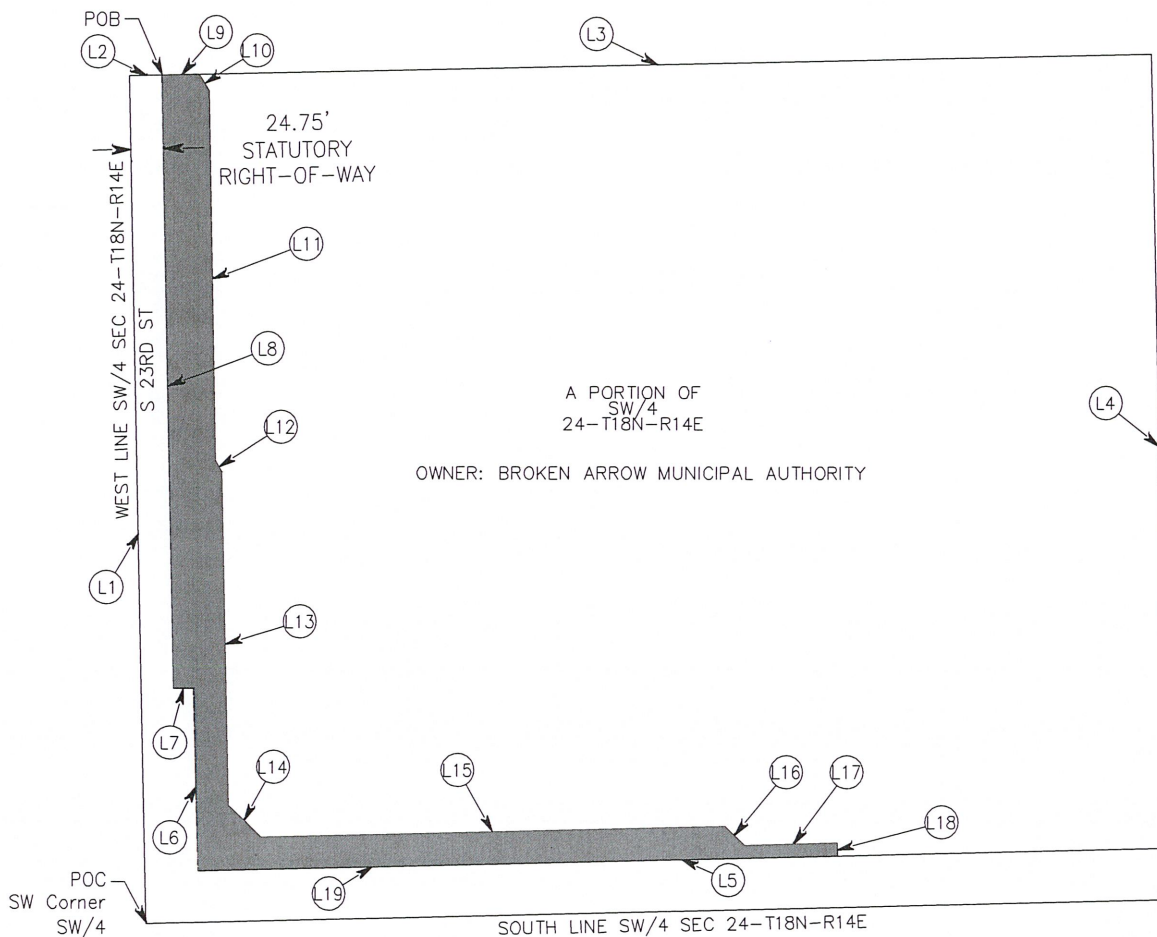 POB
L2
L9
L10
L3
24.75'
STATUTORY
RIGHT-OF-WAY
WEST LINE SW/4 SEC 24-T18N-R14E
S 23RD ST
L11
L8
A PORTION OF
SW/4
24-T18N-R14E
L4
L12
OWNER: BROKEN ARROW MUNICIPAL AUTHORITY
L1
L13
L7
L14
L15
L16
L17
L6
L18
L19
L5
POC
SW Corner
SW/4
SOUTH LINE SW/4 SEC 24-T18N-R14E